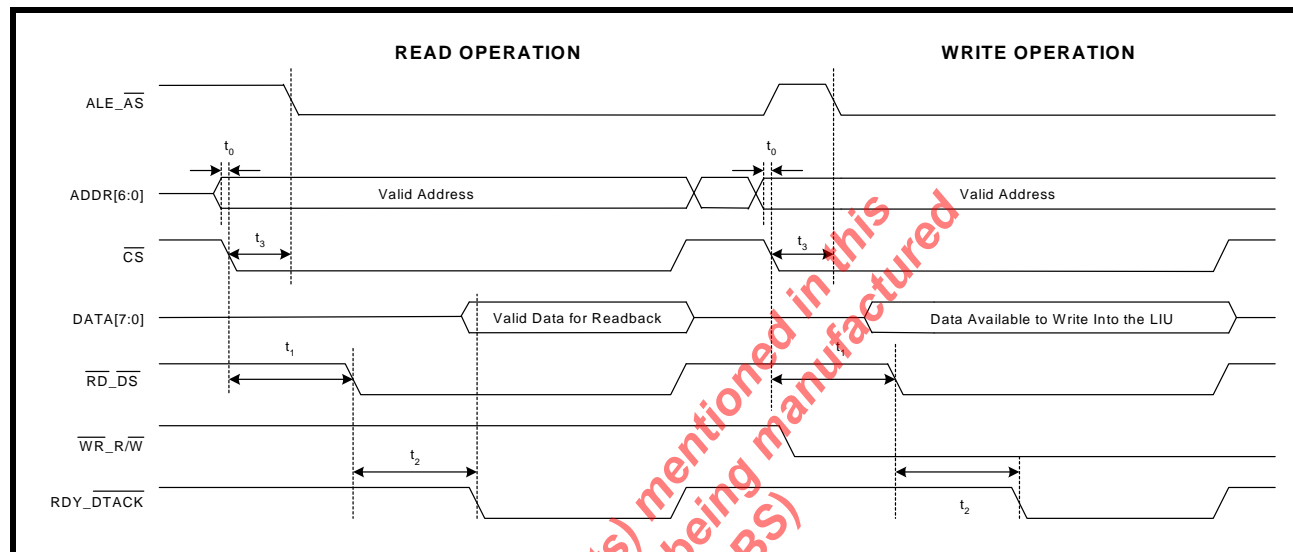 READ OPERATION WRITE OPERATION
ALE_AS
t0 t0
ADDR[6:0] Valid Address Valid Address
CS t3 t3
DATA[7:0] Valid Data for Readback Data Available to Write Into the LIU
t1 t1
RD_DS
WR_R/W
t2
RDY_DTACK
t2
ts) mentioned in this
being manufactured
BS)